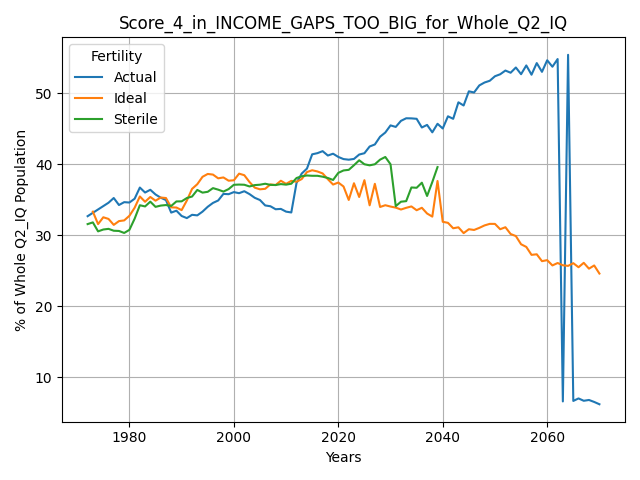 Score_4_in_INCOME_GAPS_TOO_BIG_for_Whole_Q2_IQ
Fertility
Actual
Ideal
Sterile
% of Whole Q2_IQ Population
50
40
30
20
10
1980 2000 2020 2040 2060
Years